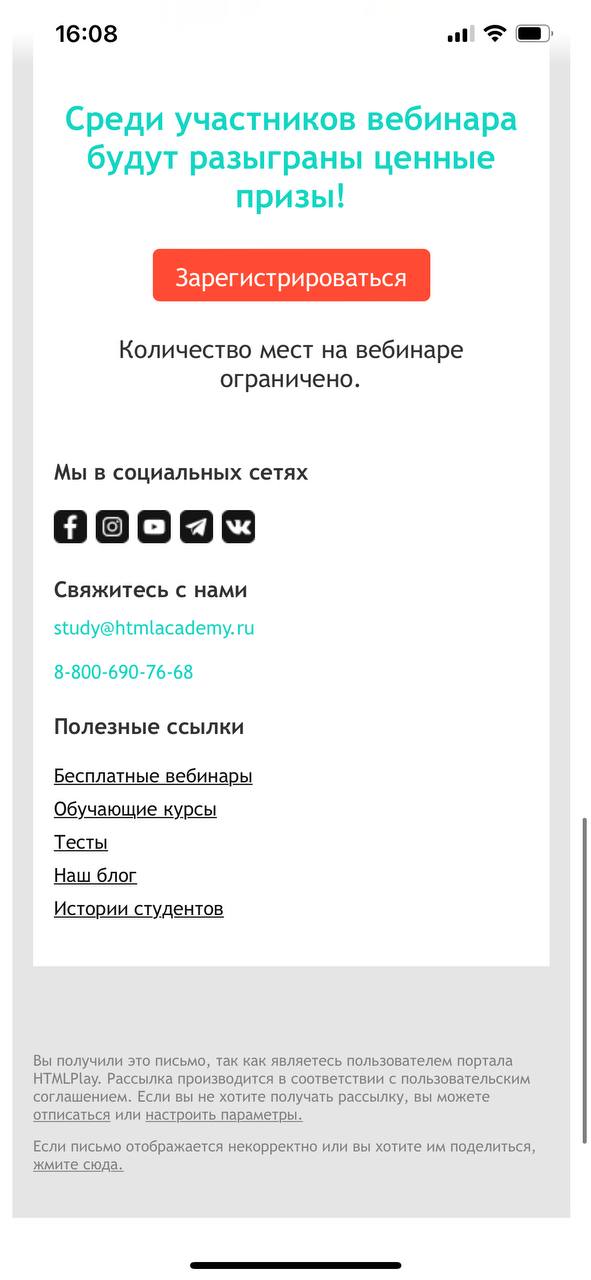 16:08
Среди участников вебинара
будут разыграны ценные
призы!
Зарегистрироваться
Количество мест на вебинаре
ограничено.
Мы в социальных сетях
Свяжитесь с нами
study@htmlacademy.ru
8-800-690-76-68
Полезные ссылки
Бесплатные вебинары
Обучающие курсы
Тесты
Наш блог
Истории студентов
Вы получили это письмо, так как являетесь пользователем портала
HTMLPlay. Рассылка производится в соответствии с пользовательским
соглашением. Если вы не хотите получать рассылку, вы можете
отписаться или настроить параметры.
Если письмо отображается некорректно или вы хотите им поделиться,
жмите сюда.